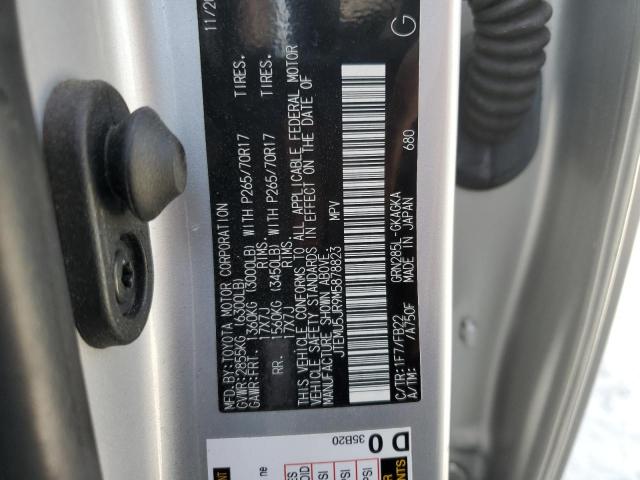 MFD.BY:TOYOTA MOTOR CORPORATION 11/20
GVWR:2855KG(6300LB)
GAWR:FRT. 1360KG (3000LB) WITH P265/70R17 TIRES.
17X7J RIMS.
RR. 1560KG (3450LB) WITH P265/70R17 TIRES.
17X7J RIMS.
THIS VEHICLE CONFORMS TO ALL APPLICABLE FEDERAL MOTOR
VEHICLE SAFETY STANDARDS IN EFFECT ON THE DATE OF
MANUFACTURE SHOWN ABOVE.
JTEMU5JR9M5878823 MPV
G
C/TR:1F7/FB22 GRN285L-GKAGKA
A/TM: /A750F MADE IN JAPAN 680
D 0
35B20